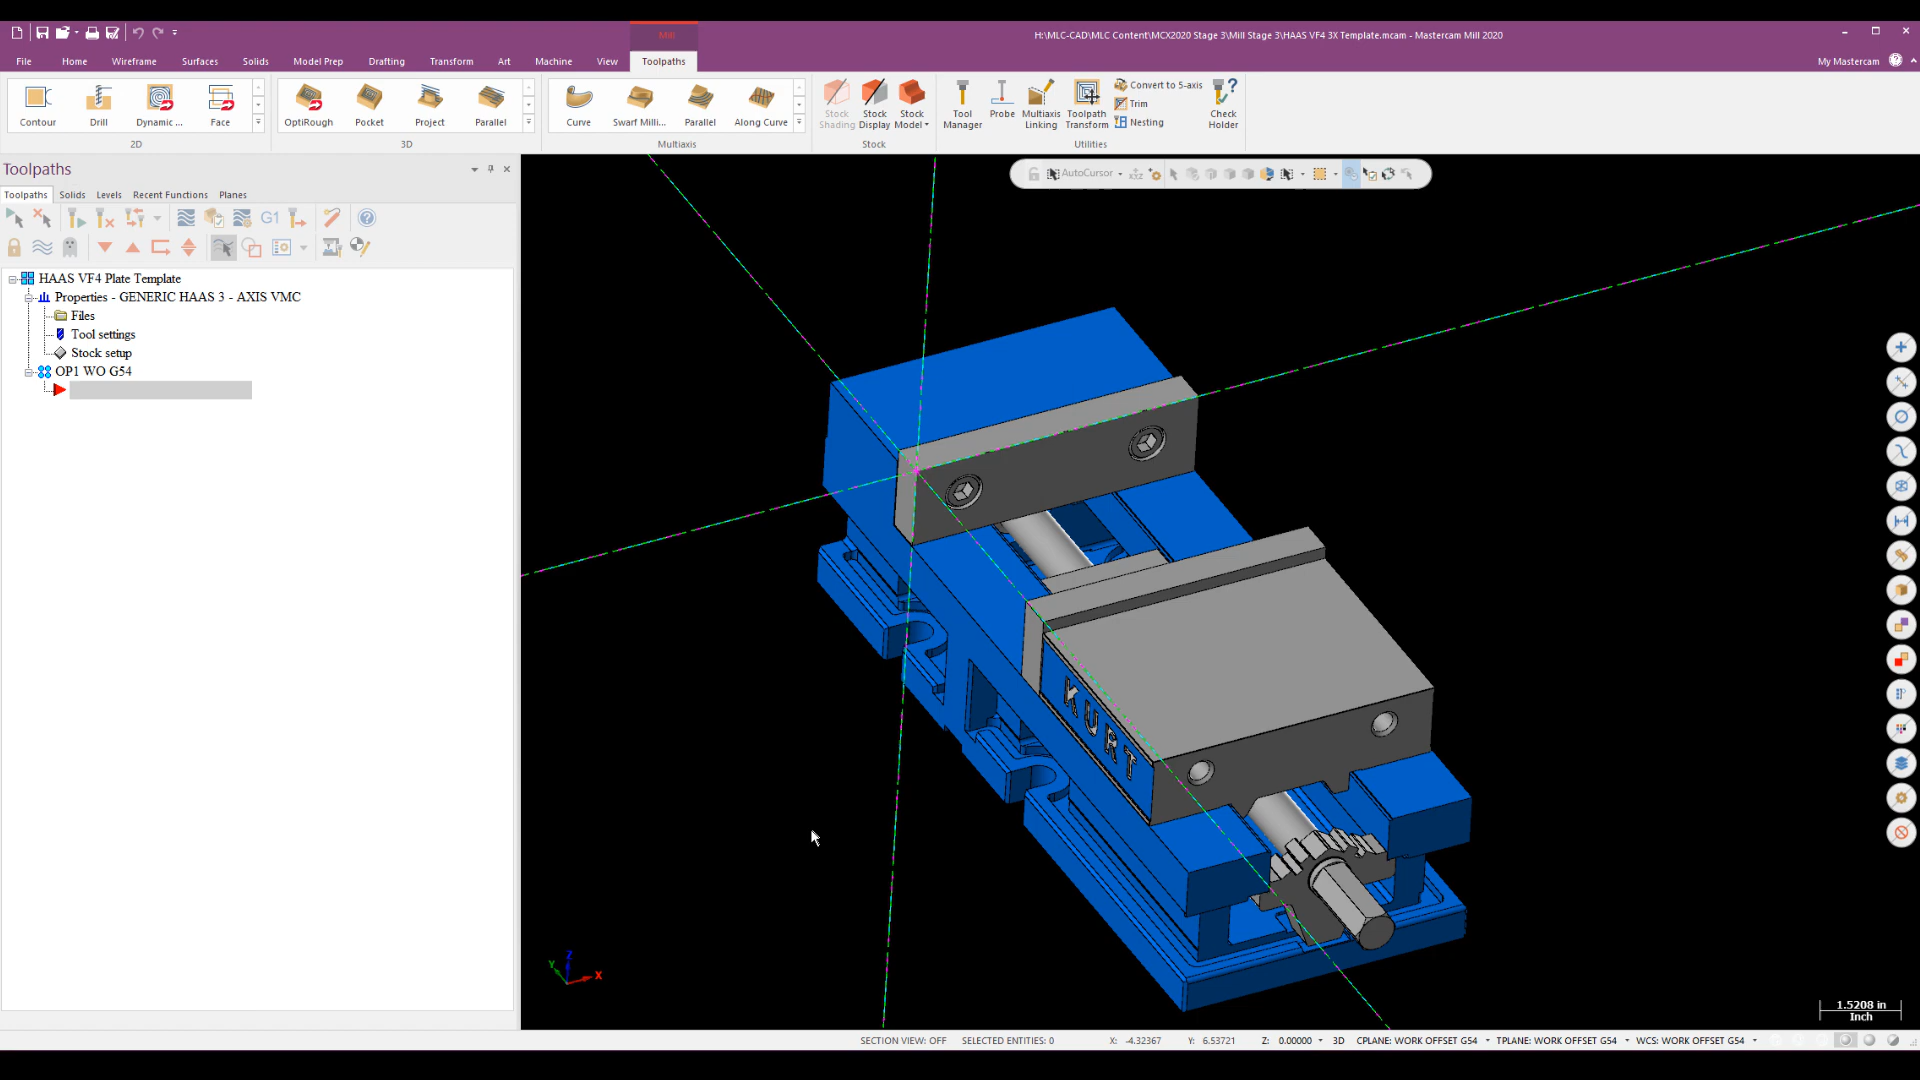 Mill
H:\MLC-CAD\MLC Content\MCX2020 Stage 3\Mill Stage 3\HAAS VF4 3X Template.mcam - Mastercam Mill 2020
File Home Wireframe Surfaces Solids Model Prep Drafting Transform Art Machine View Toolpaths My Mastercam
Contour Drill Dynamic ... Face
2D
OptiRough Pocket Project Parallel
3D
Curve Swarf Milli... Parallel Along Curve
Multiaxis
Stock Shading
Stock Display
Stock Model
Stock
Tool Manager
Probe
Multiaxis Linking
Toolpath Transform
Convert to 5-axis
Trim
Nesting
Check Holder
Utilities
Toolpaths
Toolpaths Solids Levels Recent Functions Planes
G1
AutoCursor
XYZ
HAAS VF4 Plate Template
Properties - GENERIC HAAS 3 - AXIS VMC
Files
Tool settings
Stock setup
OP1 WO G54
KURT
Z
Y
X
1.5208 in
Inch
SECTION VIEW: OFF SELECTED ENTITIES: 0 X: -4.32367 Y: 6.53721 Z: 0.00000 3D CPLANE: WORK OFFSET G54 TPLANE: WORK OFFSET G54 WCS: WORK OFFSET G54